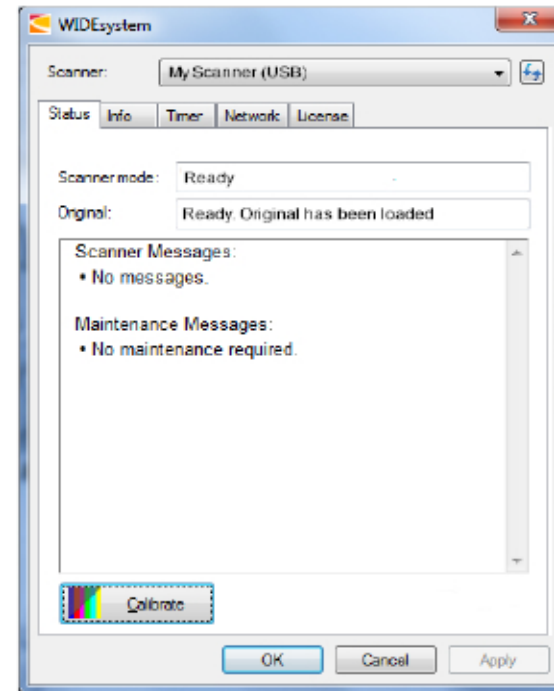 WIDEsystem
Scanner: My Scanner (USB)
Status Info Timer Network License
Scanner mode: Ready
Original: Ready. Original has been loaded
Scanner Messages:
• No messages.
Maintenance Messages:
• No maintenance required.
Calibrate
OK Cancel Apply